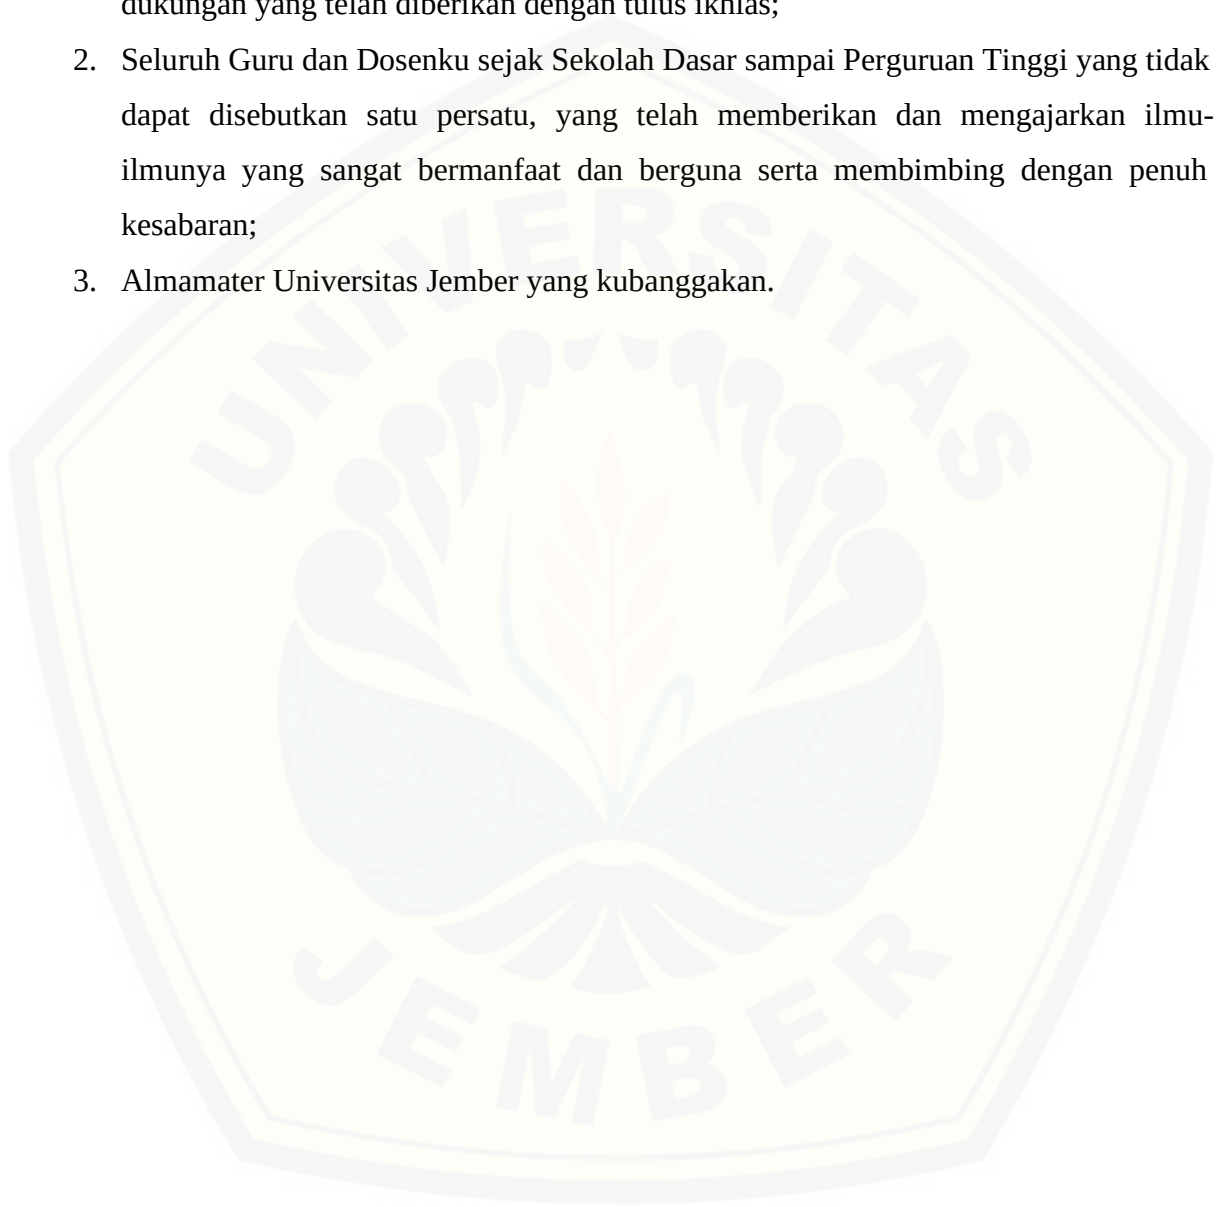 dukungan yang telah diberikan dengan tulus ikhlas;
2. Seluruh Guru dan Dosenku sejak Sekolah Dasar sampai Perguruan Tinggi yang tidak
dapat disebutkan satu persatu, yang telah memberikan dan mengajarkan ilmu-
ilmunya yang sangat bermanfaat dan berguna serta membimbing dengan penuh
kesabaran;
3. Almamater Universitas Jember yang kubanggakan.
UNIVERSITAS
JEMBER